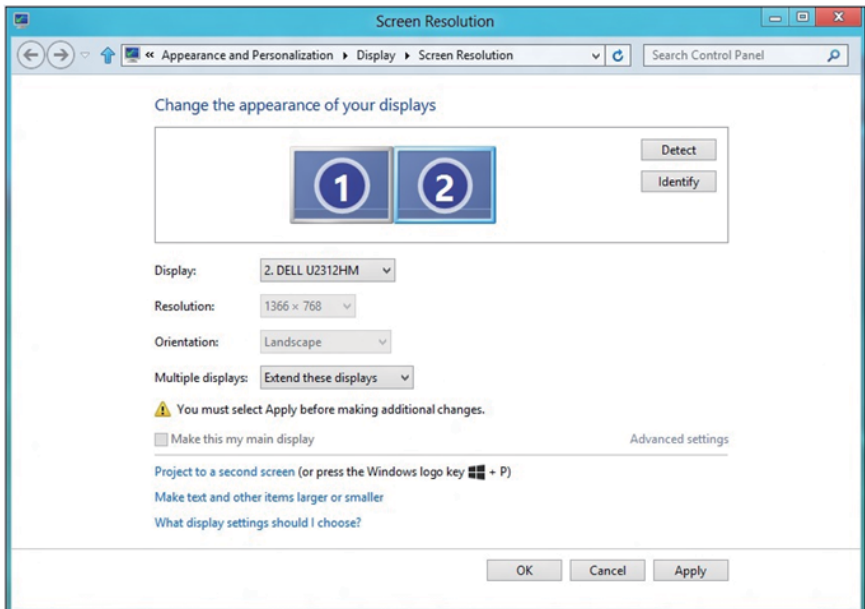 Screen Resolution
« Appearance and Personalization Display Screen Resolution Search Control Panel
Change the appearance of your displays
1 2
Detect
Identify
Display: 2. DELL U2312HM
Resolution: 1366 × 768
Orientation: Landscape
Multiple displays: Extend these displays
You must select Apply before making additional changes.
Make this my main display Advanced settings
Project to a second screen (or press the Windows logo key + P)
Make text and other items larger or smaller
What display settings should I choose?
OK Cancel Apply